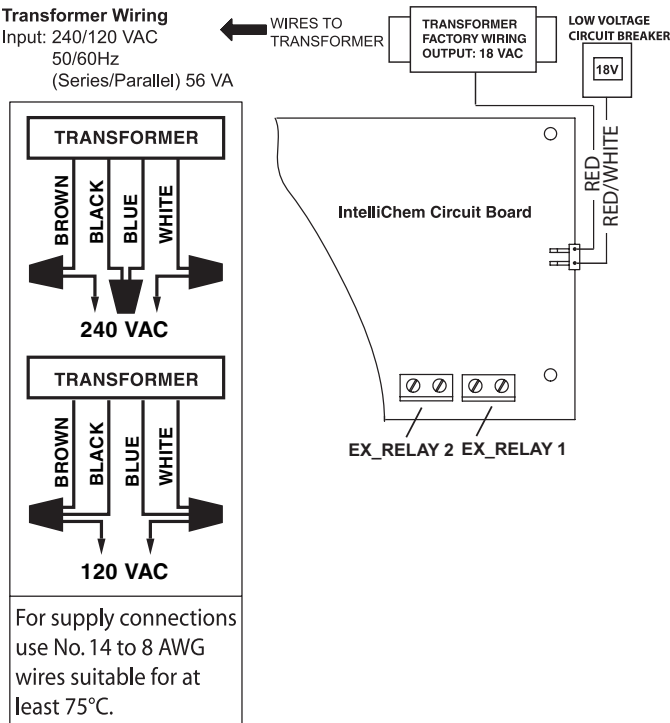 Transformer Wiring
Input: 240/120 VAC
50/60Hz
(Series/Parallel) 56 VA
WIRES TO
TRANSFORMER
TRANSFORMER
FACTORY WIRING
OUTPUT: 18 VAC
LOW VOLTAGE
CIRCUIT BREAKER
18V
RED
RED/WHITE
IntelliChem Circuit Board
EX_RELAY 2
EX_RELAY 1
TRANSFORMER
BROWN
BLACK
BLUE
WHITE
240 VAC
TRANSFORMER
BROWN
BLACK
BLUE
WHITE
120 VAC
For supply connections
use No. 14 to 8 AWG
wires suitable for at
least 75°C.